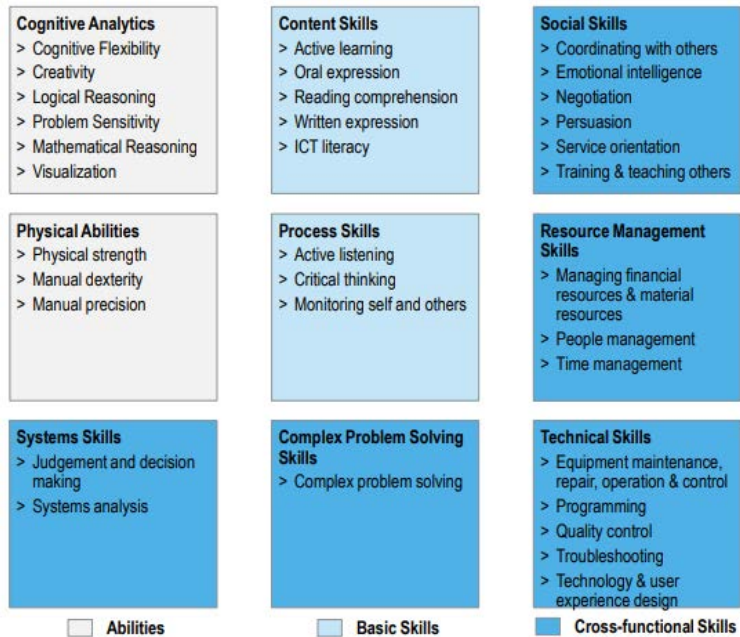 Cognitive Analytics
> Cognitive Flexibility
> Creativity
> Logical Reasoning
> Problem Sensitivity
> Mathematical Reasoning
> Visualization
Content Skills
> Active learning
> Oral expression
> Reading comprehension
> Written expression
> ICT literacy
Social Skills
> Coordinating with others
> Emotional intelligence
> Negotiation
> Persuasion
> Service orientation
> Training & teaching others
Physical Abilities
> Physical strength
> Manual dexterity
> Manual precision
Process Skills
> Active listening
> Critical thinking
> Monitoring self and others
Resource Management
Skills
> Managing financial
resources & material
resources
> People management
> Time management
Systems Skills
> Judgement and decision
making
> Systems analysis
Complex Problem Solving
Skills
> Complex problem solving
Technical Skills
> Equipment maintenance,
repair, operation & control
> Programming
> Quality control
> Troubleshooting
> Technology & user
experience design
Abilities
Basic Skills
Cross-functional Skills